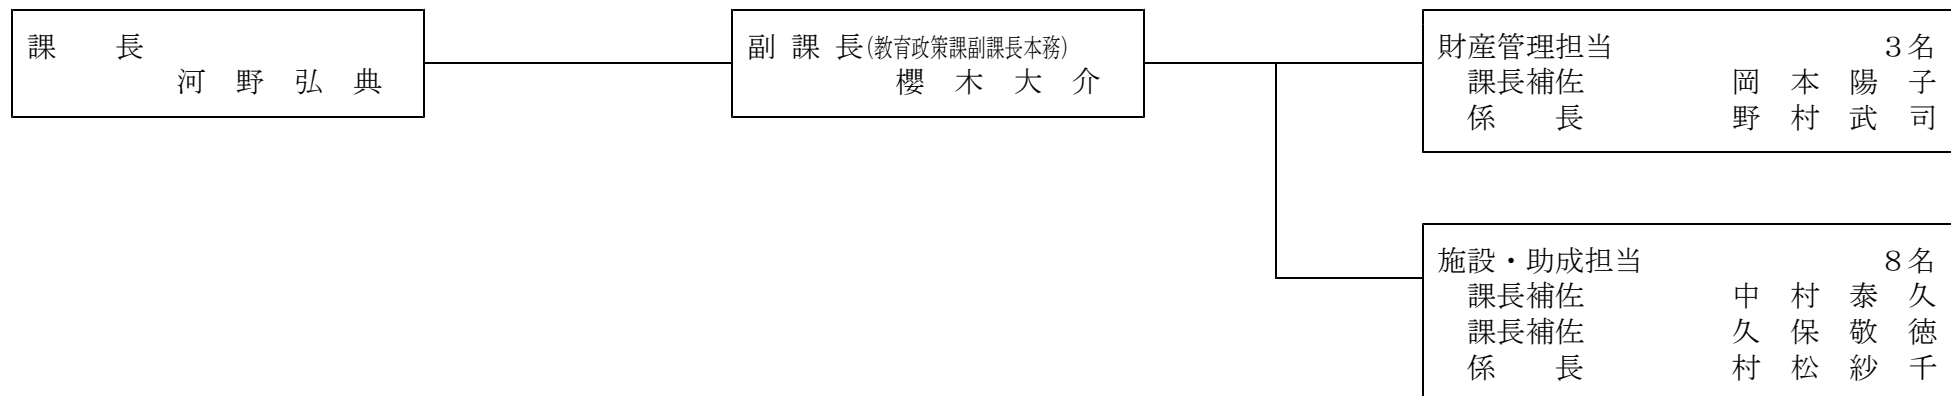 課　　長
河　野　弘　典
副 課 長(教育政策課副課長本務)
櫻　木　大　介
財産管理担当　３名
課長補佐　岡　本　陽　子
係　　長　野　村　武　司
施設・助成担当　８名
課長補佐　中　村　泰　久
課長補佐　久　保　敬　徳
係　　長　村　松　紗　千